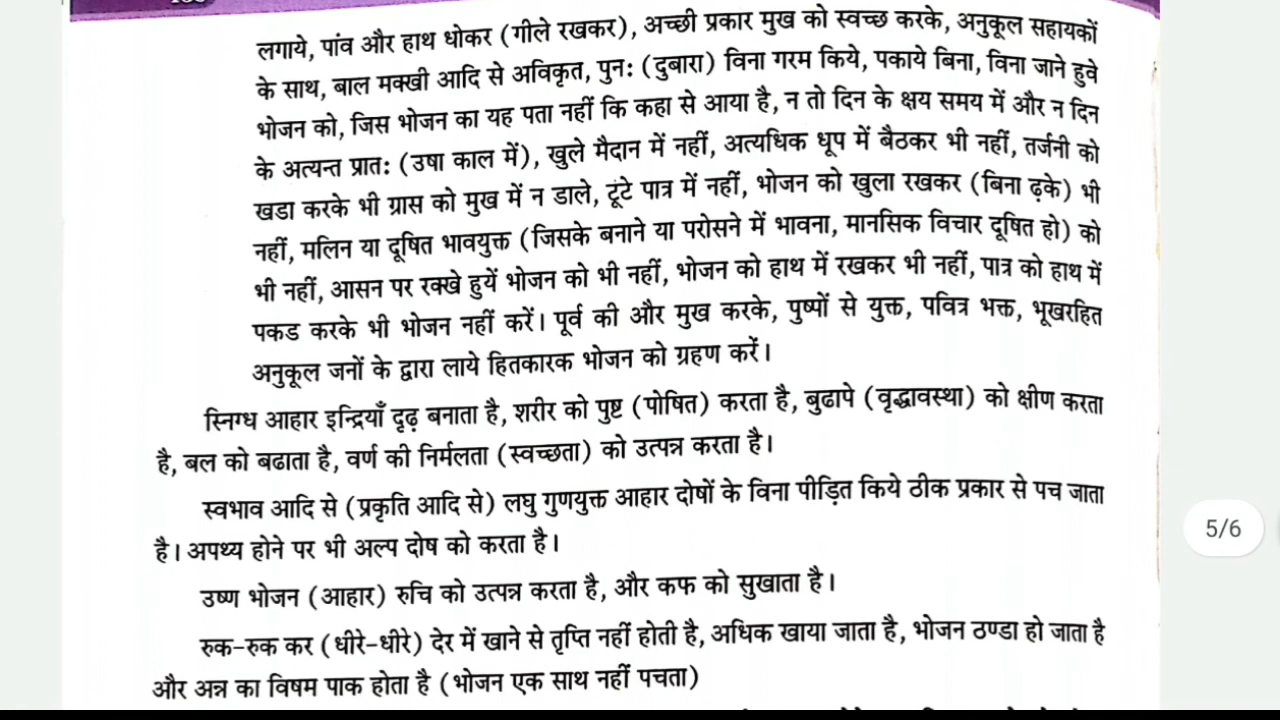 लगाये, पांव और हाथ धोकर (गीले रखकर), अच्छी प्रकार मुख को स्वच्छ करके, अनुकूल सहायकों
के साथ, बाल मक्खी आदि से अविकृत, पुनः (दुबारा) विना गरम किये, पकाये बिना, विना जाने हुवे
भोजन को, जिस भोजन का यह पता नहीं कि कहा से आया है, न तो दिन के क्षय समय में और न दिन
के अत्यन्त प्रातः (उषा काल में), खुले मैदान में नहीं, अत्यधिक धूप में बैठकर भी नहीं, तर्जनी को
खडा करके भी ग्रास को मुख में न डाले, टूंटे पात्र में नहीं, भोजन को खुला रखकर (बिना ढ़के) भी
नहीं, मलिन या दूषित भावयुक्त (जिसके बनाने या परोसने में भावना, मानसिक विचार दूषित हो) को
भी नहीं, आसन पर रक्खे हुयें भोजन को भी नहीं, भोजन को हाथ में रखकर भी नहीं, पात्र को हाथ में
पकड करके भी भोजन नहीं करें। पूर्व की और मुख करके, पुष्पों से युक्त, पवित्र भक्त, भूखरहित
अनुकूल जनों के द्वारा लाये हितकारक भोजन को ग्रहण करें।
स्निग्ध आहार इन्द्रियाँ दृढ़ बनाता है, शरीर को पुष्ट (पोषित) करता है, बुढापे (वृद्धावस्था) को क्षीण करता
है, बल को बढाता है, वर्ण की निर्मलता (स्वच्छता) को उत्पन्न करता है।
स्वभाव आदि से (प्रकृति आदि से) लघु गुणयुक्त आहार दोषों के विना पीड़ित किये ठीक प्रकार से पच जाता
है। अपथ्य होने पर भी अल्प दोष को करता है।
5/6
उष्ण भोजन (आहार) रुचि को उत्पन्न करता है, और कफ को सुखाता है।
रुक-रुक कर (धीरे-धीरे) देर में खाने से तृप्ति नहीं होती है, अधिक खाया जाता है, भोजन ठण्डा हो जाता है
और अन्न का विषम पाक होता है (भोजन एक साथ नहीं पचता)